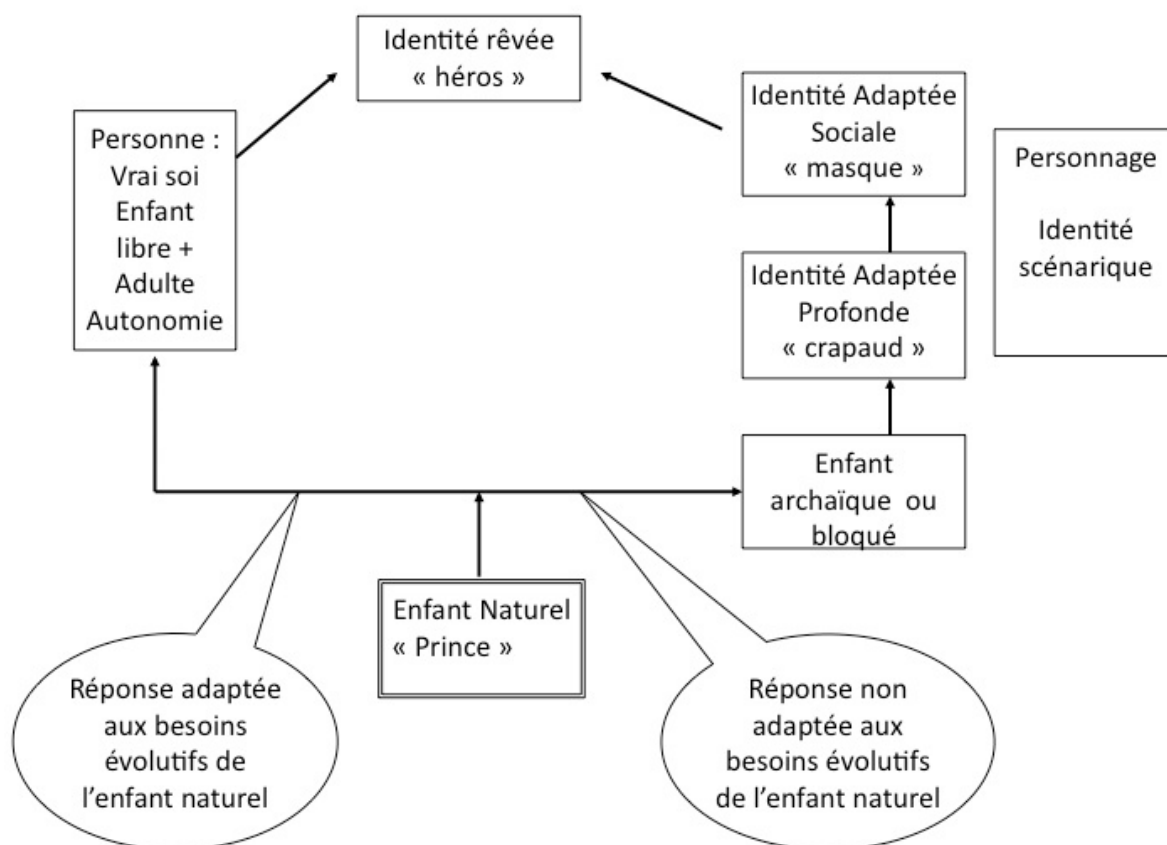 Identité rêvée
« héros »
Personne :
Vrai soi
Enfant
libre +
Adulte
Autonomie
Identité Adaptée
Sociale
« masque »
Personnage
Identité
scénarique
Identité Adaptée
Profonde
« crapaud »
Enfant
archaïque ou
bloqué
Enfant Naturel
« Prince »
Réponse adaptée
aux besoins
évolutifs de
l’enfant naturel
Réponse non
adaptée aux
besoins évolutifs
de l’enfant naturel